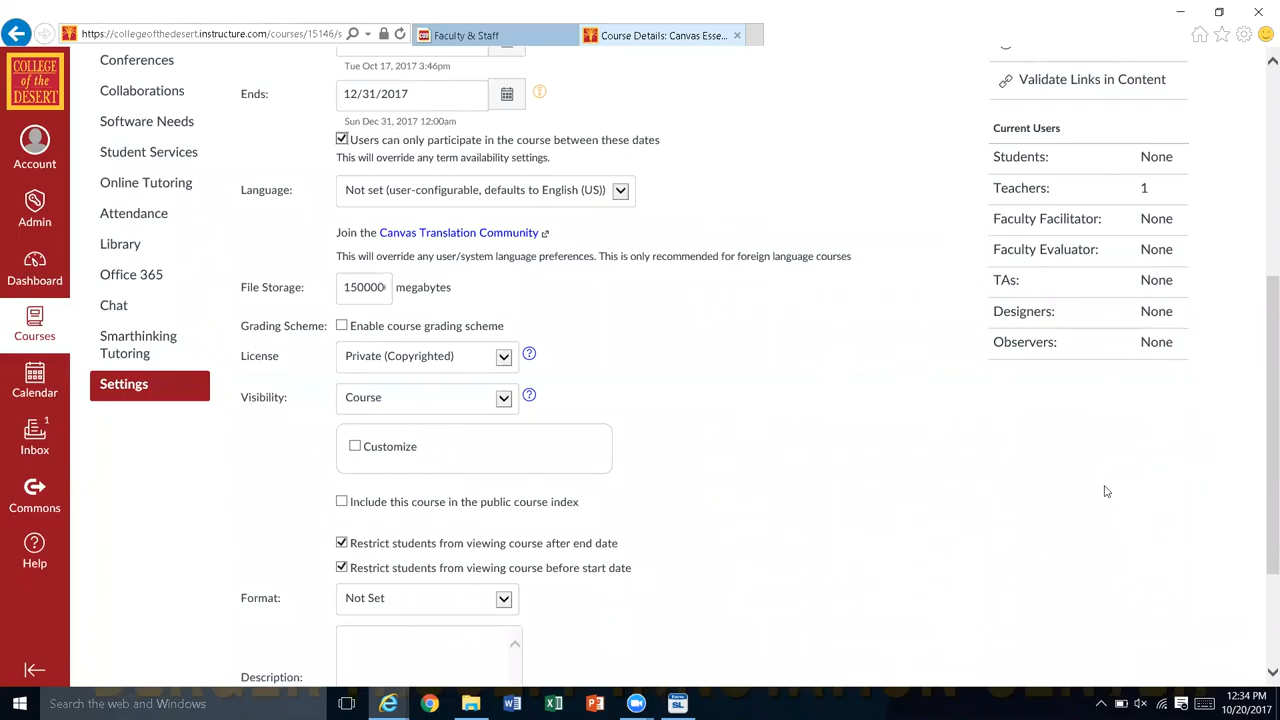 https://collegeofthedesert.instructure.com/courses/15146/s
Faculty & Staff
Course Details: Canvas Esse...
COLLEGE
of the
DESERT
Account
Admin
Dashboard
Courses
Calendar
1
Inbox
Commons
Help
Conferences
Collaborations
Software Needs
Student Services
Online Tutoring
Attendance
Library
Office 365
Chat
Smarthinking
Tutoring
Settings
Tue Oct 17, 2017 3:46pm
Ends: 12/31/2017
Sun Dec 31, 2017 12:00am
Users can only participate in the course between these dates
This will override any term availability settings.
Language: Not set (user-configurable, defaults to English (US))
Join the Canvas Translation Community
This will override any user/system language preferences. This is only recommended for foreign language courses
File Storage: 150000 megabytes
Grading Scheme: Enable course grading scheme
License Private (Copyrighted)
Visibility: Course
Customize
Include this course in the public course index
Restrict students from viewing course after end date
Restrict students from viewing course before start date
Format: Not Set
Description:
Validate Links in Content
Current Users
Students: None
Teachers: 1
Faculty Facilitator: None
Faculty Evaluator: None
TAs: None
Designers: None
Observers: None
Search the web and Windows
COD
SL
12:34 PM
10/20/2017